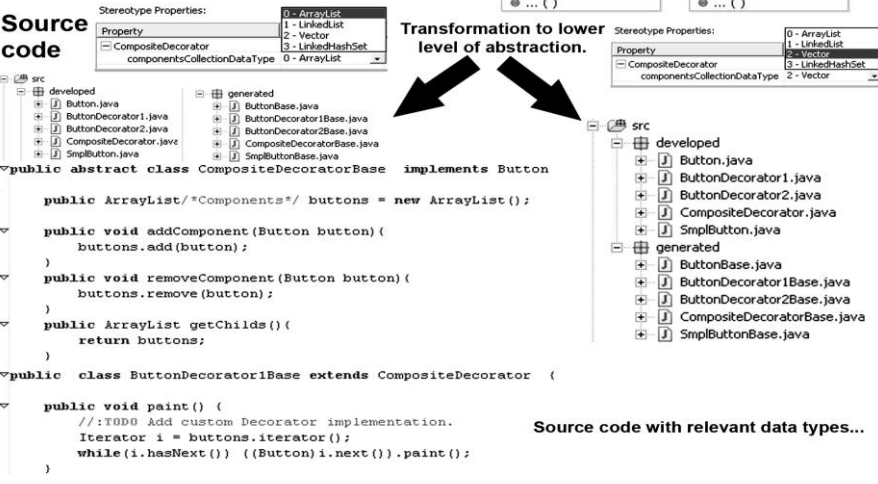 ... ( )
... ( )
Stereotype Properties:
Property
CompositeDecorator
componentsCollectionDataType 0 - ArrayList
0 - ArrayList
1 - LinkedList
2 - Vector
3 - LinkedHashSet
Source
code
Transformation to lower
level of abstraction.
Stereotype Properties:
Property
CompositeDecorator
componentsCollectionDataType 2 - Vector
0 - ArrayList
1 - LinkedList
2 - Vector
3 - LinkedHashSet
src
developed
Button.java
ButtonDecorator1.java
ButtonDecorator2.java
CompositeDecorator.java
SmplButton.java
generated
ButtonBase.java
ButtonDecorator1Base.java
ButtonDecorator2Base.java
CompositeDecoratorBase.java
SmplButtonBase.java
public abstract class CompositeDecoratorBase implements Button
public ArrayList/*Components*/ buttons = new ArrayList();
public void addComponent(Button button){
buttons.add(button);
}
public void removeComponent(Button button){
buttons.remove(button);
}
public ArrayList getChilds(){
return buttons;
}
public class ButtonDecorator1Base extends CompositeDecorator {
public void paint() {
//:TODO Add custom Decorator implementation.
Iterator i = buttons.iterator();
while(i.hasNext()) ((Button)i.next()).paint();
}
src
developed
Button.java
ButtonDecorator1.java
ButtonDecorator2.java
CompositeDecorator.java
SmplButton.java
generated
ButtonBase.java
ButtonDecorator1Base.java
ButtonDecorator2Base.java
CompositeDecoratorBase.java
SmplButtonBase.java
Source code with relevant data types...